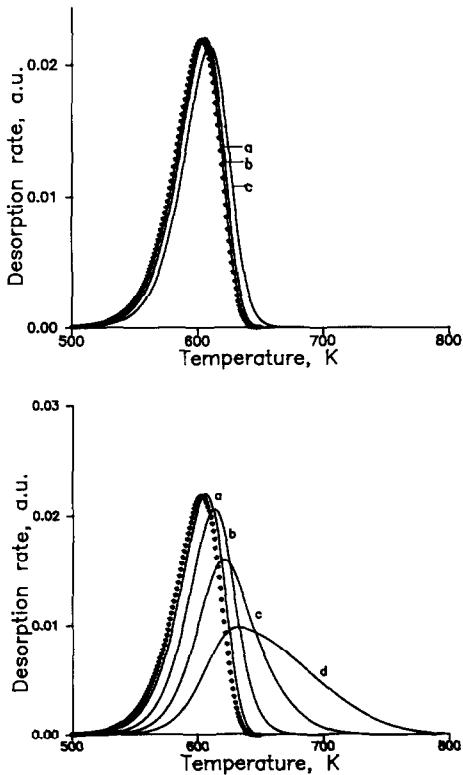 0.02
Desorption rate, a.u.
a
b
c
0.01
0.00
500
600
700
800
Temperature, K
0.03
Desorption rate, a.u.
a
0.02
b
c
0.01
d
0.00
500
600
700
800
Temperature, K